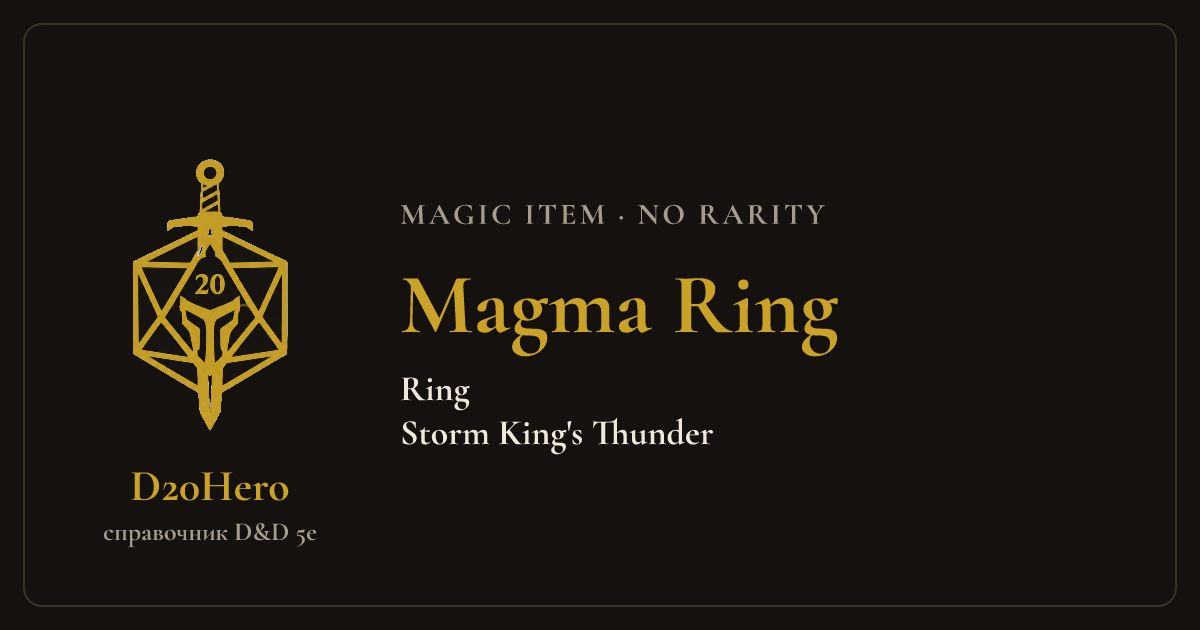 20
D20Hero
справочник D&D 5e
MAGIC ITEM · NO RARITY
Magma Ring
Ring
Storm King's Thunder